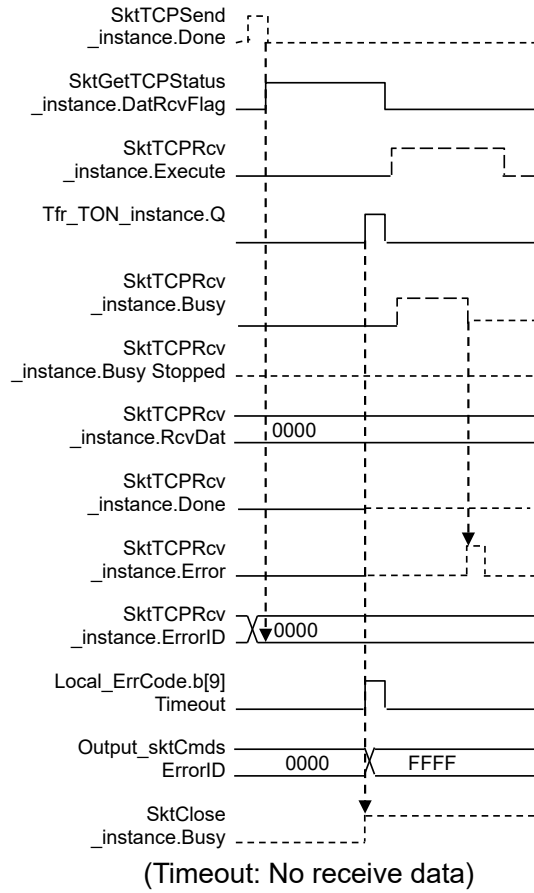 SktTCPSend
_instance.Done
SktGetTCPStatus
_instance.DatRcvFlag
SktTCPRcv
_instance.Execute
Tfr_TON_instance.Q
SktTCPRcv
_instance.Busy
SktTCPRcv
_instance.Busy Stopped
SktTCPRcv
_instance.RcvDat
0000
SktTCPRcv
_instance.Done
SktTCPRcv
_instance.Error
SktTCPRcv
_instance.ErrorID
0000
Local_ErrCode.b[9]
Timeout
Output_sktCmds
ErrorID
0000
FFFF
SktClose
_instance.Busy
(Timeout: No receive data)